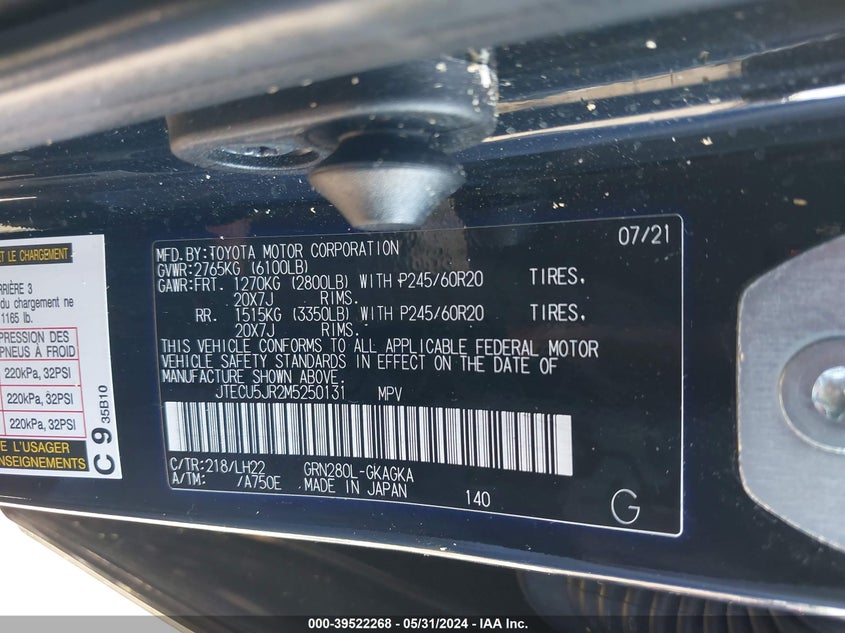 ET LE CHARGEMENT
RRIÈRE 3
du chargement ne
1165 lb.
PRESSION DES
PNEUS À FROID
220kPa, 32PSI
220kPa, 32PSI
220kPa, 32PSI
E L'USAGER
NSEIGNEMENTS
C 9 35B10
07/21
MFD.BY:TOYOTA MOTOR CORPORATION
GVWR:2765KG (6100LB)
GAWR:FRT. 1270KG (2800LB) WITH P245/60R20 TIRES,
20X7J RIMS.
RR. 1515KG (3350LB) WITH P245/60R20 TIRES,
20X7J RIMS.
THIS VEHICLE CONFORMS TO ALL APPLICABLE FEDERAL MOTOR
VEHICLE SAFETY STANDARDS IN EFFECT ON THE DATE OF
MANUFACTURE SHOWN ABOVE.
JTECU5JR2M5250131 MPV
C/TR:218/LH22 GRN280L-GKAGKA
A/TM: /A750E MADE IN JAPAN 140 G
000-39522268 - 05/31/2024 - IAA Inc.